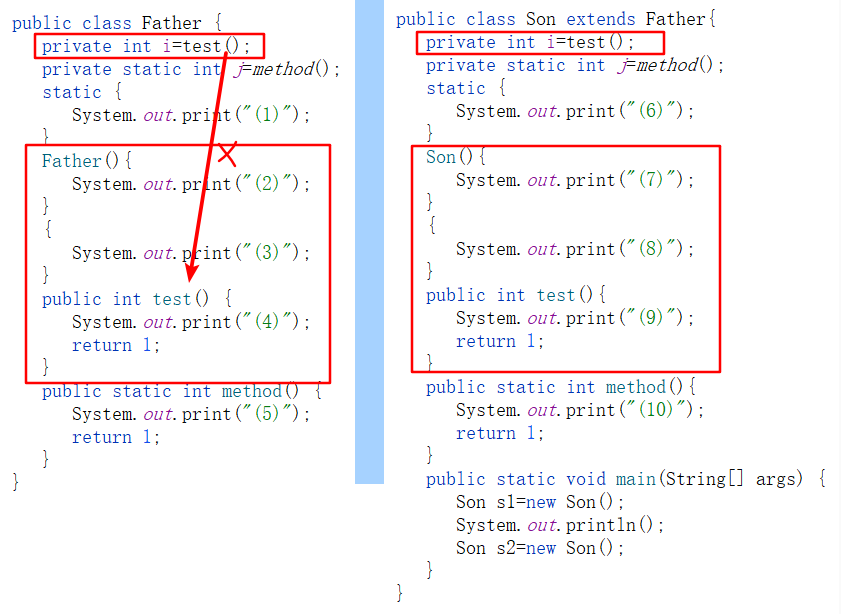 public class Father {
private int i=test();
private static int j=method();
static {
System.out.print("(1)");
}
Father(){
System.out.print("(2)");
}
{
System.out.print("(3)");
}
public int test() {
System.out.print("(4)");
return 1;
}
public static int method() {
System.out.print("(5)");
return 1;
}
}
public class Son extends Father{
private int i=test();
private static int j=method();
static {
System.out.print("(6)");
}
Son(){
System.out.print("(7)");
}
{
System.out.print("(8)");
}
public int test(){
System.out.print("(9)");
return 1;
}
public static int method(){
System.out.print("(10)");
return 1;
}
public static void main(String[] args) {
Son s1=new Son();
System.out.println();
Son s2=new Son();
}
}